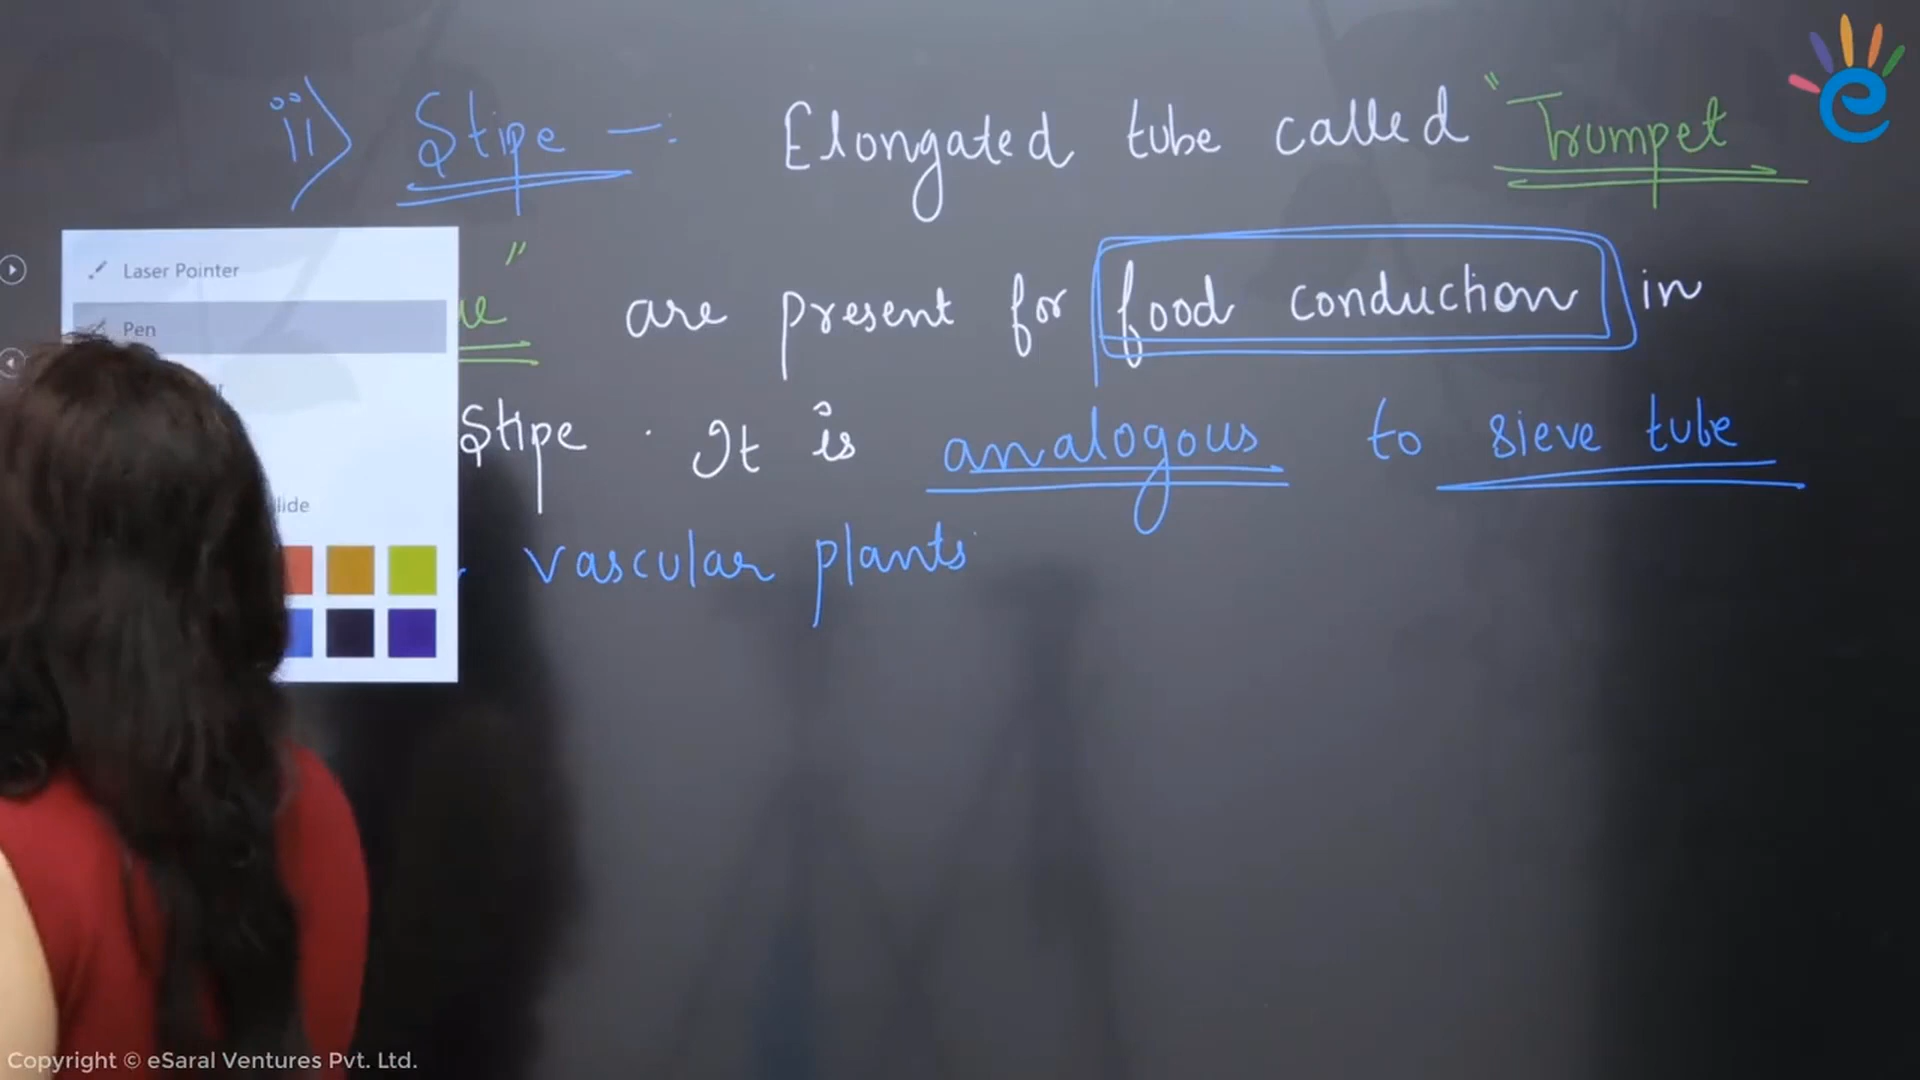 ii) Stipe -: Elongated tube called "Trumpet
" are present for food conduction in
Stipe. It is analogous to sieve tube
vascular plants
Laser Pointer
Pen
Copyright © eSaral Ventures Pvt. Ltd.